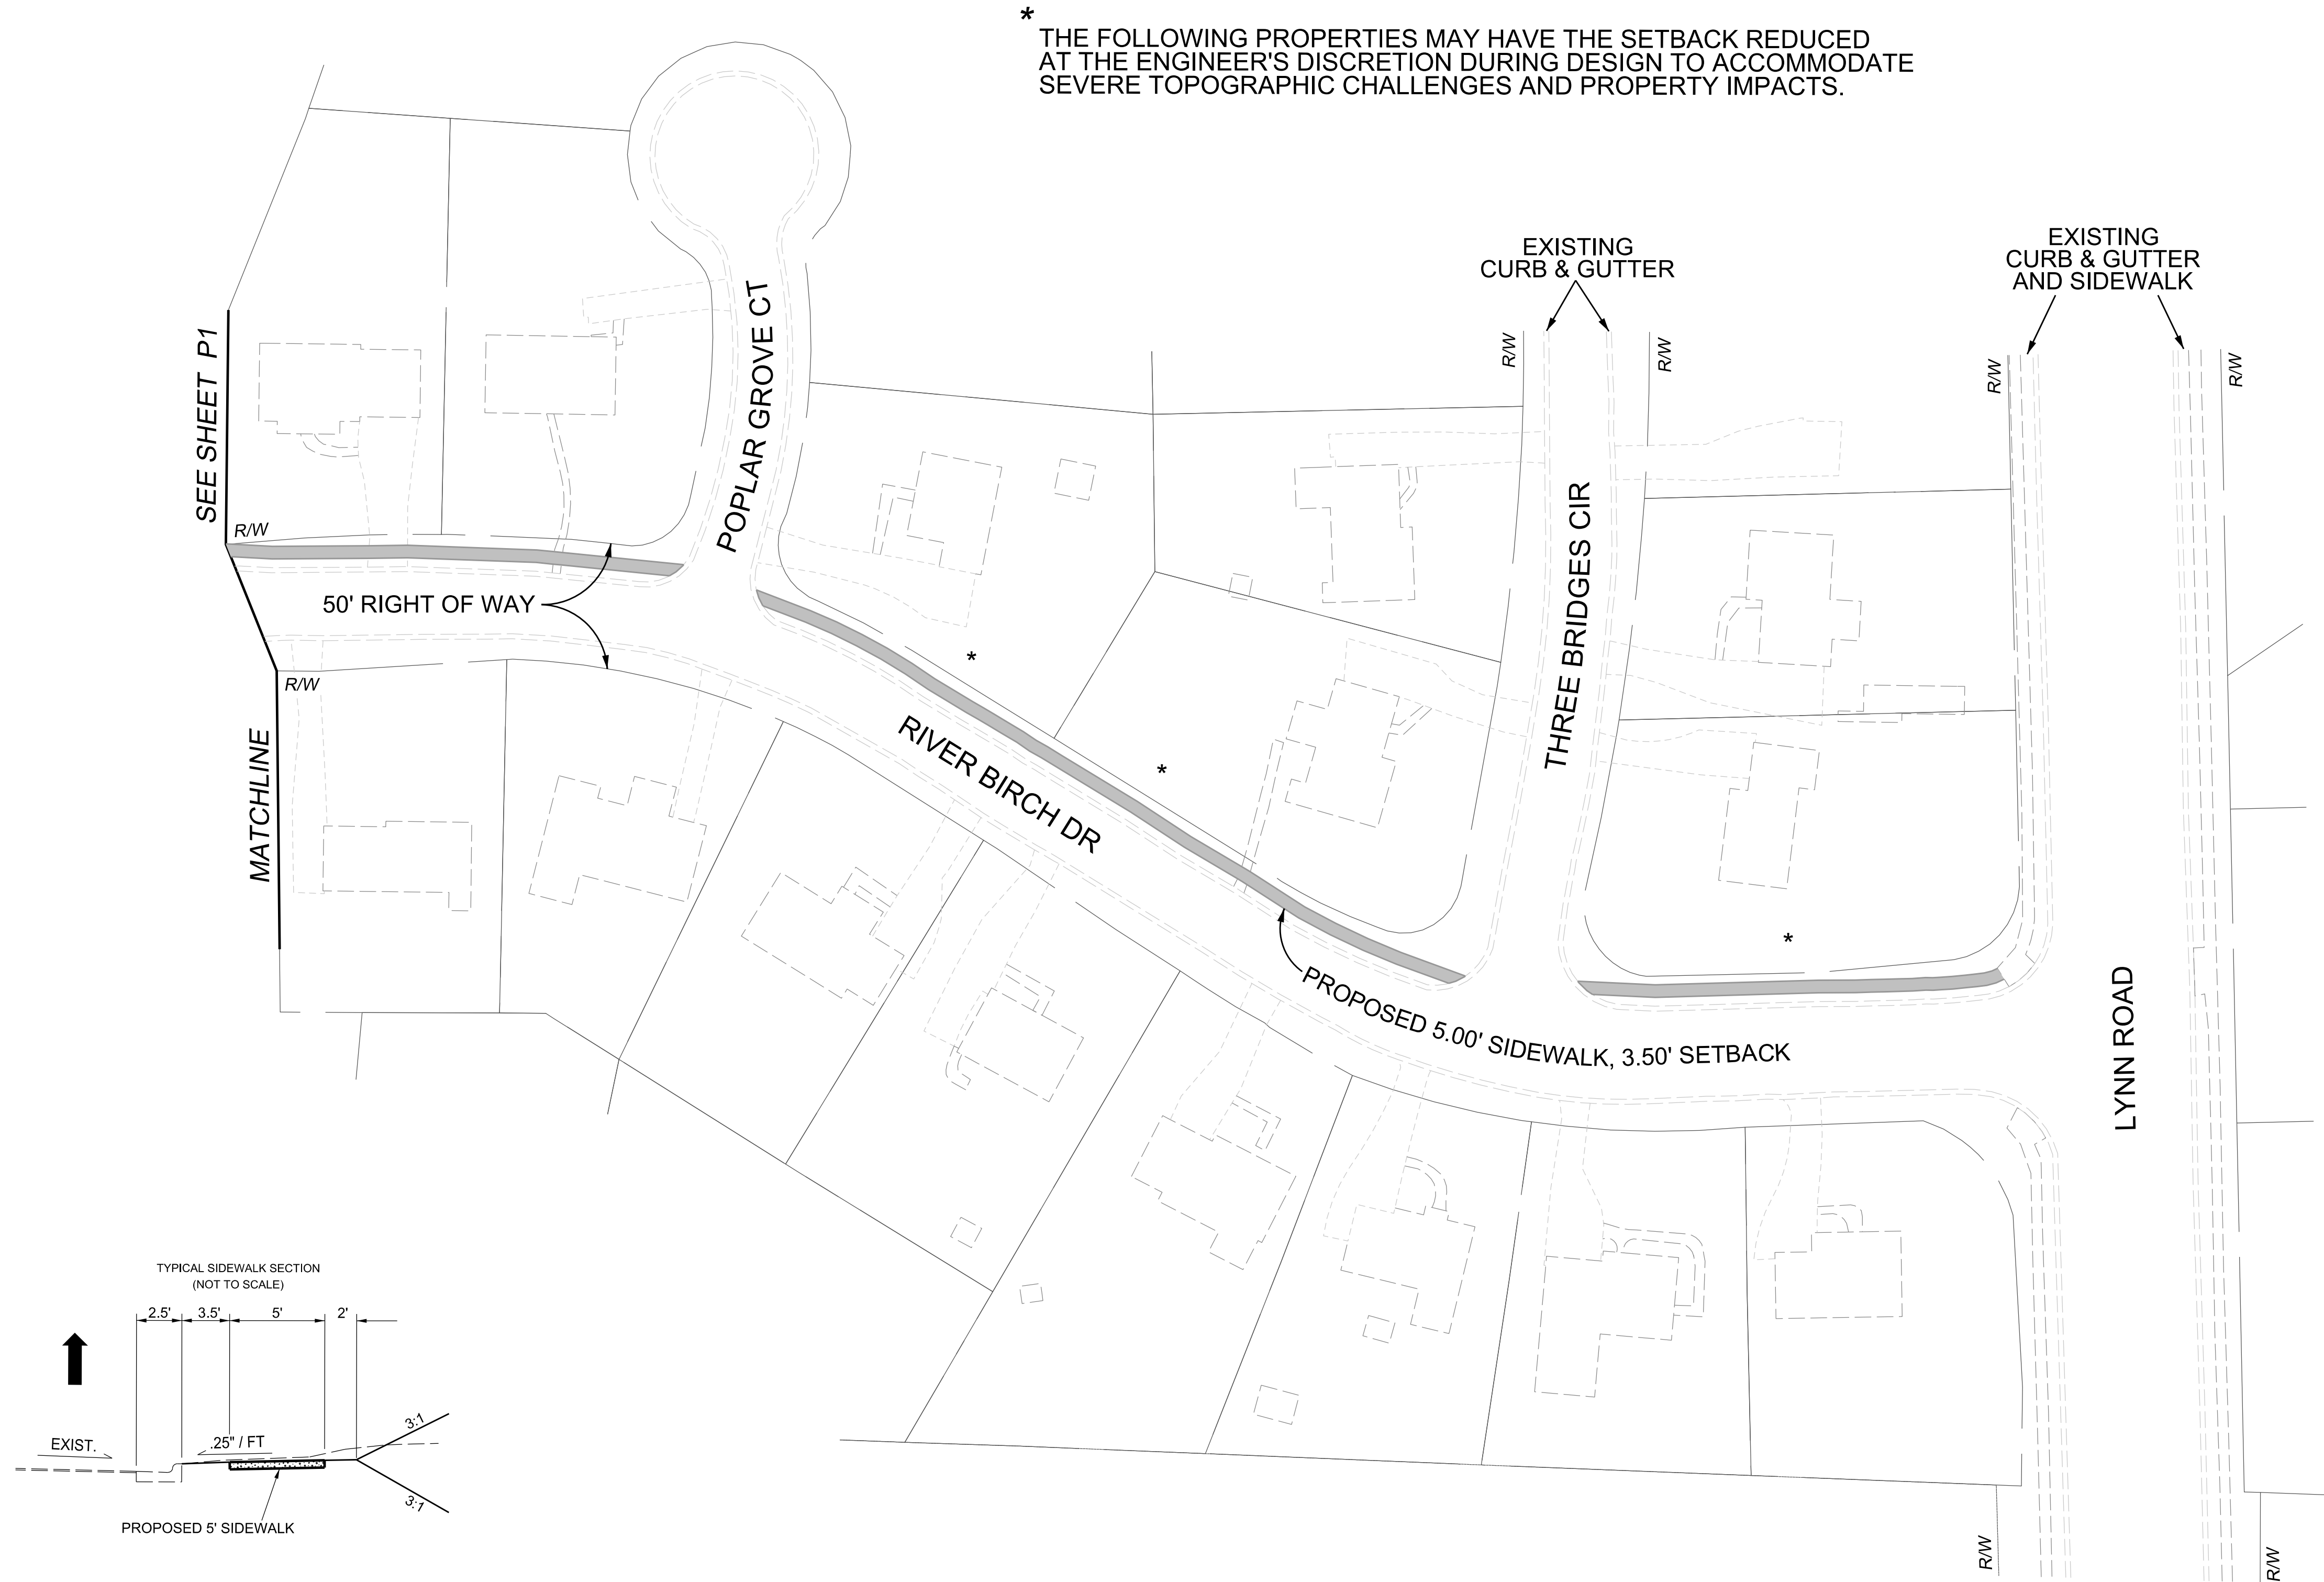 *
THE FOLLOWING PROPERTIES MAY HAVE THE SETBACK REDUCED
AT THE ENGINEER'S DISCRETION DURING DESIGN TO ACCOMMODATE
SEVERE TOPOGRAPHIC CHALLENGES AND PROPERTY IMPACTS.
EXISTING
CURB & GUTTER
EXISTING
CURB & GUTTER
AND SIDEWALK
SEE SHEET P1
R/W
POPLAR GROVE CT
R/W
R/W
R/W
R/W
50' RIGHT OF WAY
R/W
MATCHLINE
*
*
*
RIVER BIRCH DR
THREE BRIDGES CIR
PROPOSED 5.00' SIDEWALK, 3.50' SETBACK
LYNN ROAD
TYPICAL SIDEWALK SECTION
(NOT TO SCALE)
2.5'
3.5'
5'
2'
EXIST.
.25" / FT
3:1
3:1
PROPOSED 5' SIDEWALK
R/W
R/W